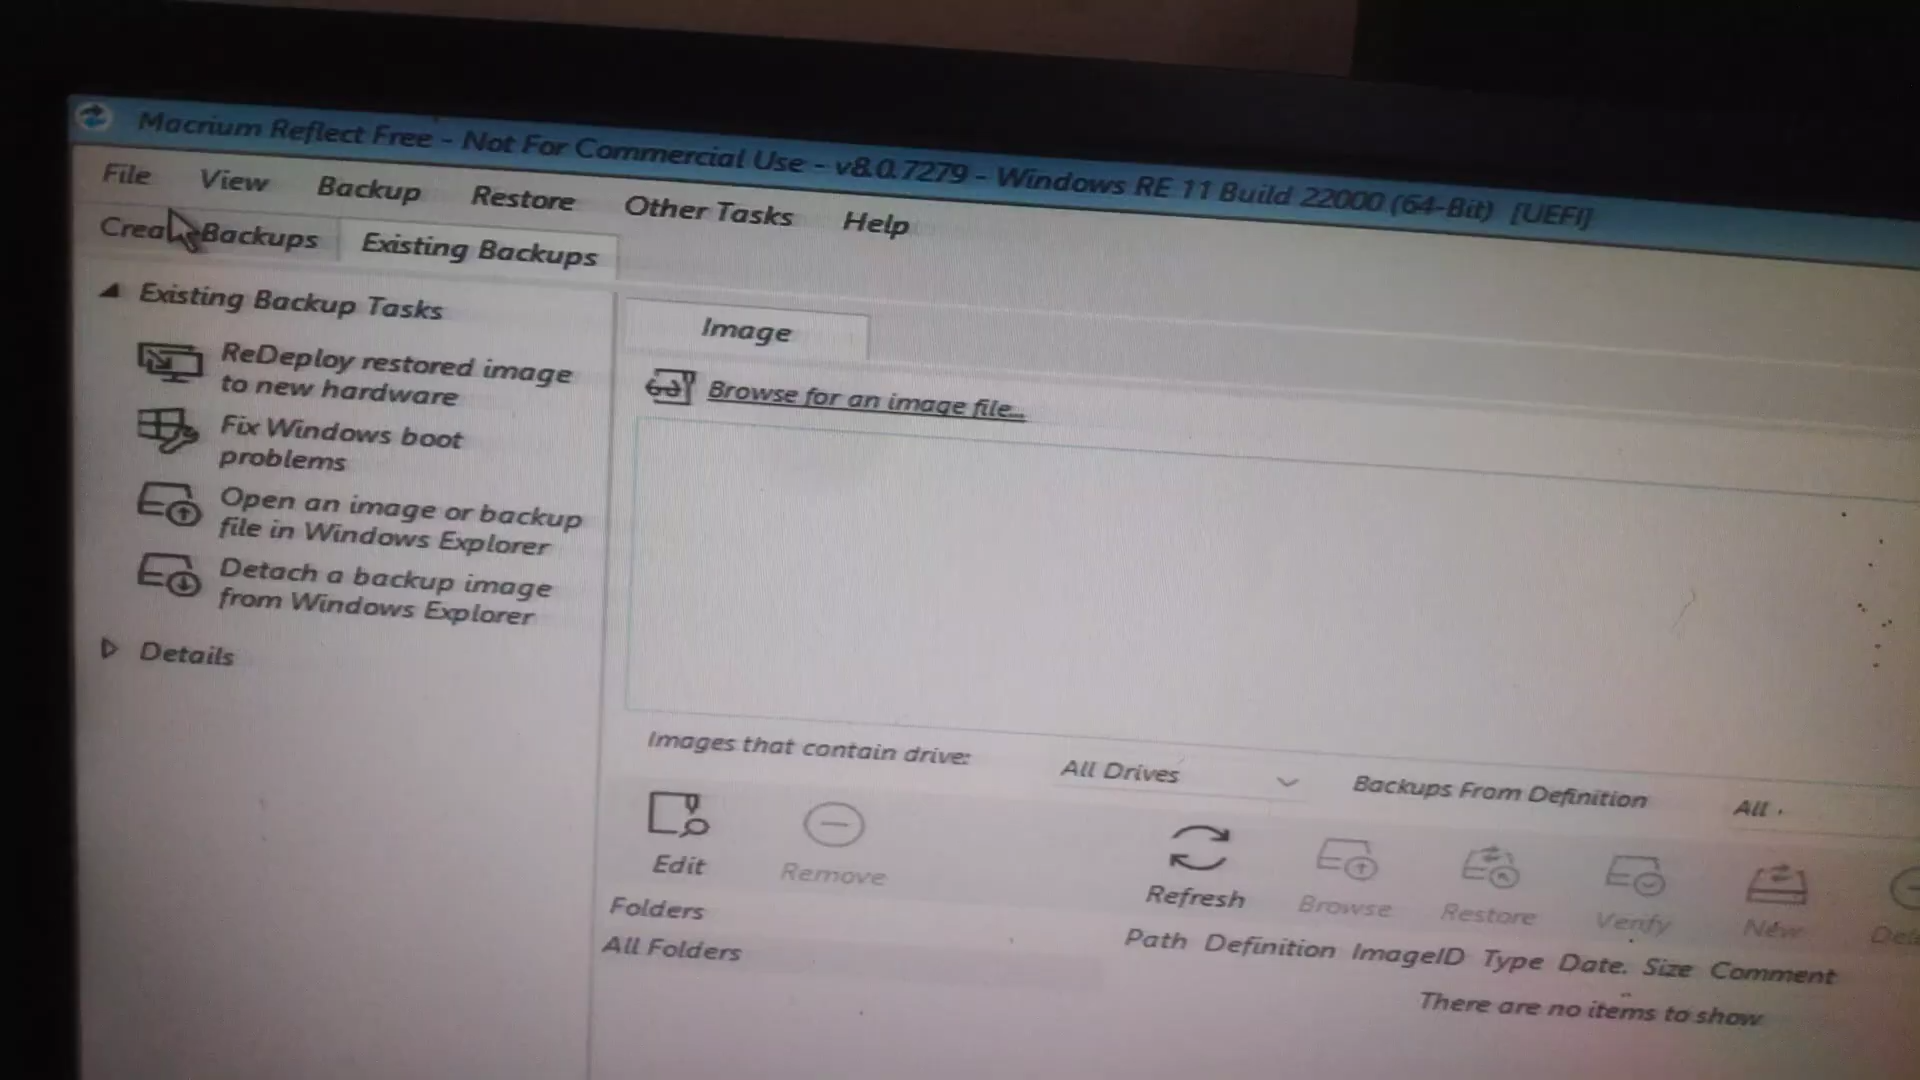 Macrium Reflect Free - Not For Commercial Use - v8.0.7279 - Windows RE 11 Build 22000 (64-Bit) [UEFI]
File View Backup Restore Other Tasks Help
Backups Existing Backups
Existing Backup Tasks
ReDeploy restored image
to new hardware
Fix Windows boot
problems
Open an image or backup
file in Windows Explorer
Detach a backup image
from Windows Explorer
Details
Image
Browse for an image file...
Images that contain drive: All Drives Backups From Definition All
Edit Remove Refresh Browse Restore Verify New
Folders
All Folders
Path Definition ImageID Type Date. Size Comment
There are no items to show